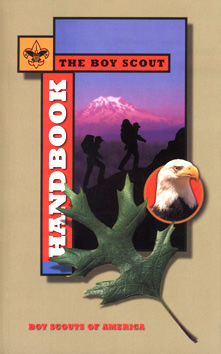 THE BOY SCOUT
HANDBOOK
BOY SCOUTS OF AMERICA